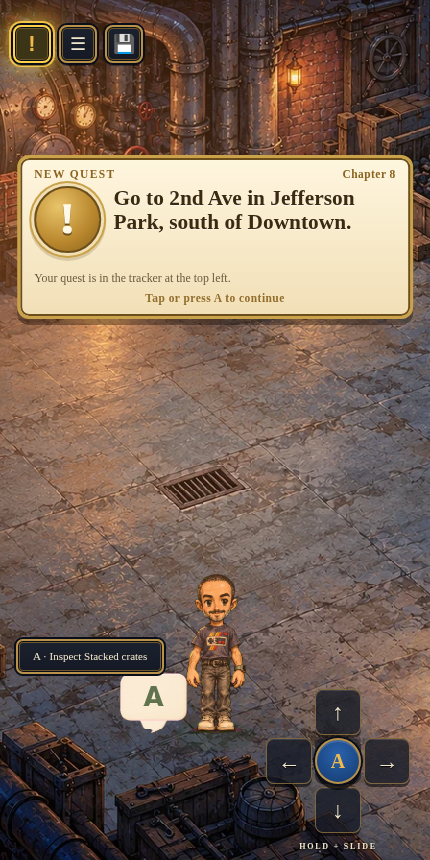 !
NEW QUEST
Chapter 8
!
Go to 2nd Ave in Jefferson
Park, south of Downtown.
Your quest is in the tracker at the top left.
Tap or press A to continue
A · Inspect Stacked crates
A
↑
← A →
↓
HOLD + SLIDE